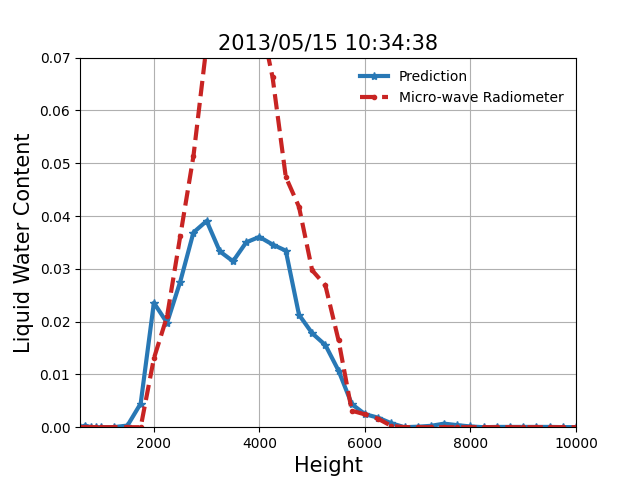 2013/05/15 10:34:38
0.07
0.06
0.05
0.04
0.03
0.02
0.01
0.00
Liquid Water Content
Prediction
Micro-wave Radiometer
2000 4000 6000 8000 10000
Height